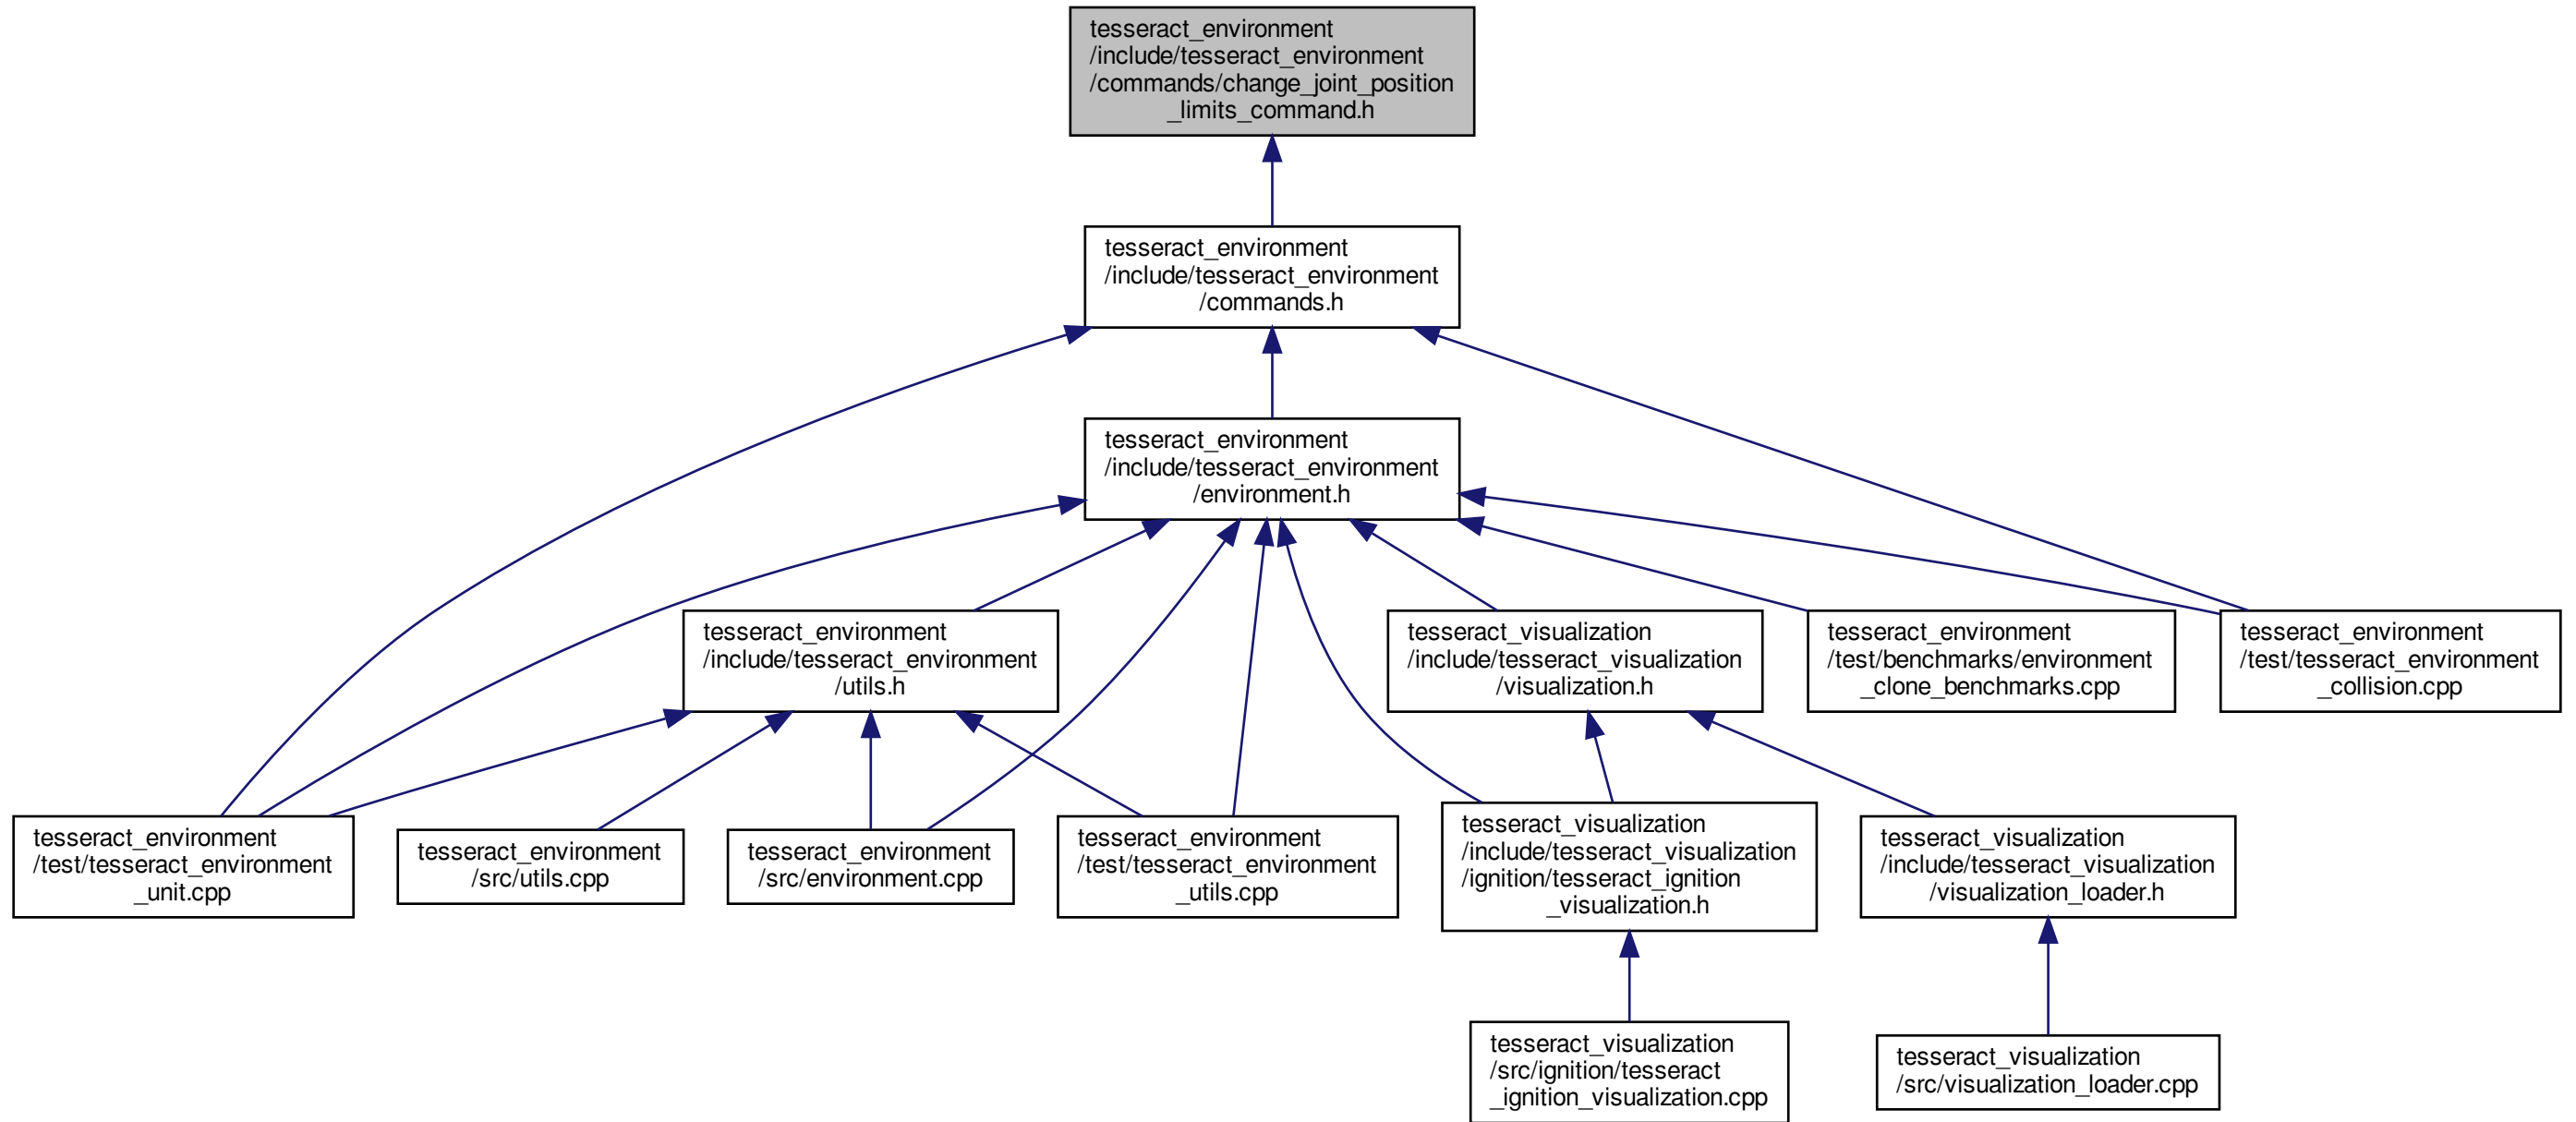 tesseract_environment
/include/tesseract_environment
/commands/change_joint_position
_limits_command.h
tesseract_environment
/include/tesseract_environment
/commands.h
tesseract_environment
/include/tesseract_environment
/environment.h
tesseract_environment
/include/tesseract_environment
/utils.h
tesseract_visualization
/include/tesseract_visualization
/visualization.h
tesseract_environment
/test/benchmarks/environment
_clone_benchmarks.cpp
tesseract_environment
/test/tesseract_environment
_collision.cpp
tesseract_environment
/test/tesseract_environment
_unit.cpp
tesseract_environment
/src/utils.cpp
tesseract_environment
/src/environment.cpp
tesseract_environment
/test/tesseract_environment
_utils.cpp
tesseract_visualization
/include/tesseract_visualization
/ignition/tesseract_ignition
_visualization.h
tesseract_visualization
/include/tesseract_visualization
/visualization_loader.h
tesseract_visualization
/src/ignition/tesseract
_ignition_visualization.cpp
tesseract_visualization
/src/visualization_loader.cpp